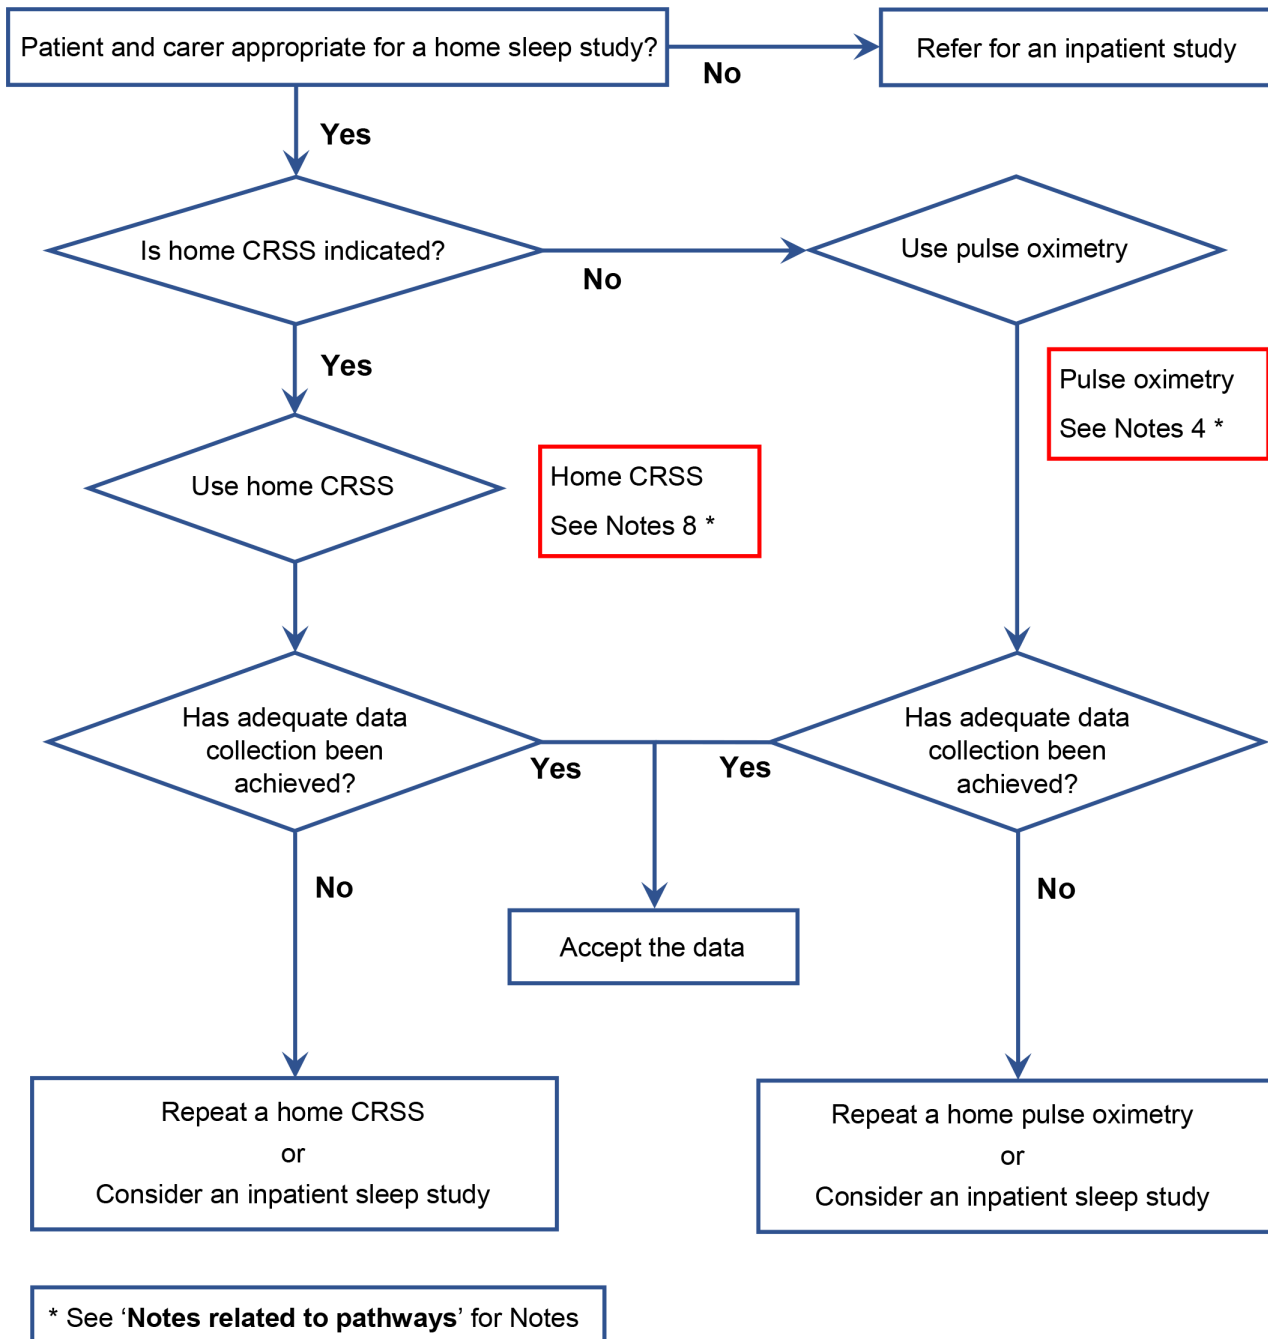 Patient and carer appropriate for a home sleep study?
No
Refer for an inpatient study
Yes
Is home CRSS indicated?
No
Use pulse oximetry
Yes
Pulse oximetry
See Notes 4 *
Use home CRSS
Home CRSS
See Notes 8 *
Has adequate data
collection been
achieved?
Yes
Yes
Has adequate data
collection been
achieved?
No
No
Accept the data
Repeat a home CRSS
or
Consider an inpatient sleep study
Repeat a home pulse oximetry
or
Consider an inpatient sleep study
* See ‘Notes related to pathways’ for Notes